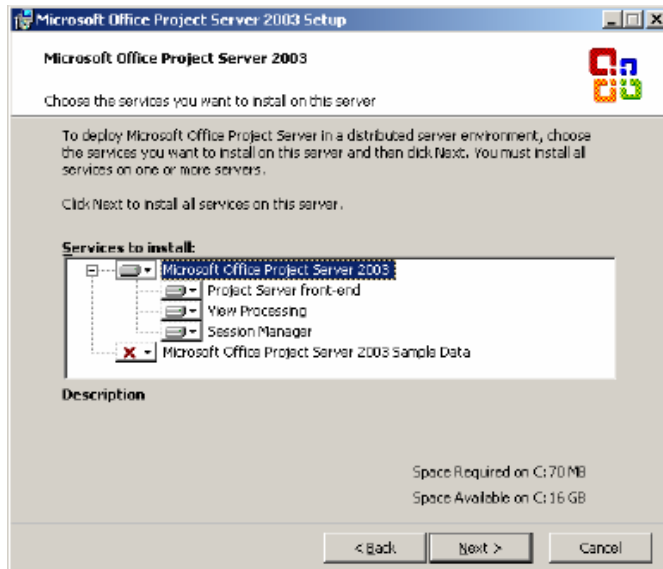 Microsoft Office Project Server 2003 Setup
Microsoft Office Project Server 2003
Choose the services you want to install on this server
To deploy Microsoft Office Project Server in a distributed server environment, choose
the services you want to install on this server and then click Next. You must install all
services on one or more servers.
Click Next to install all services on this server.
Services to install:
Microsoft Office Project Server 2003
Project Server front-end
View Processing
Session Manager
Microsoft Office Project Server 2003 Sample Data
Description
Space Required on C: 70 MB
Space Available on C: 16 GB
< Back
Next >
Cancel